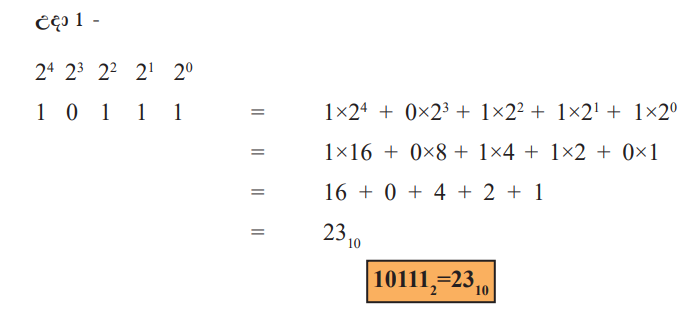 උදා 1 -
2⁴ 2³ 2² 2¹ 2⁰
1 0 1 1 1 = 1×2⁴ + 0×2³ + 1×2² + 1×2¹ + 1×2⁰
= 1×16 + 0×8 + 1×4 + 1×2 + 0×1
= 16 + 0 + 4 + 2 + 1
= 23₁₀
10111₂=23₁₀